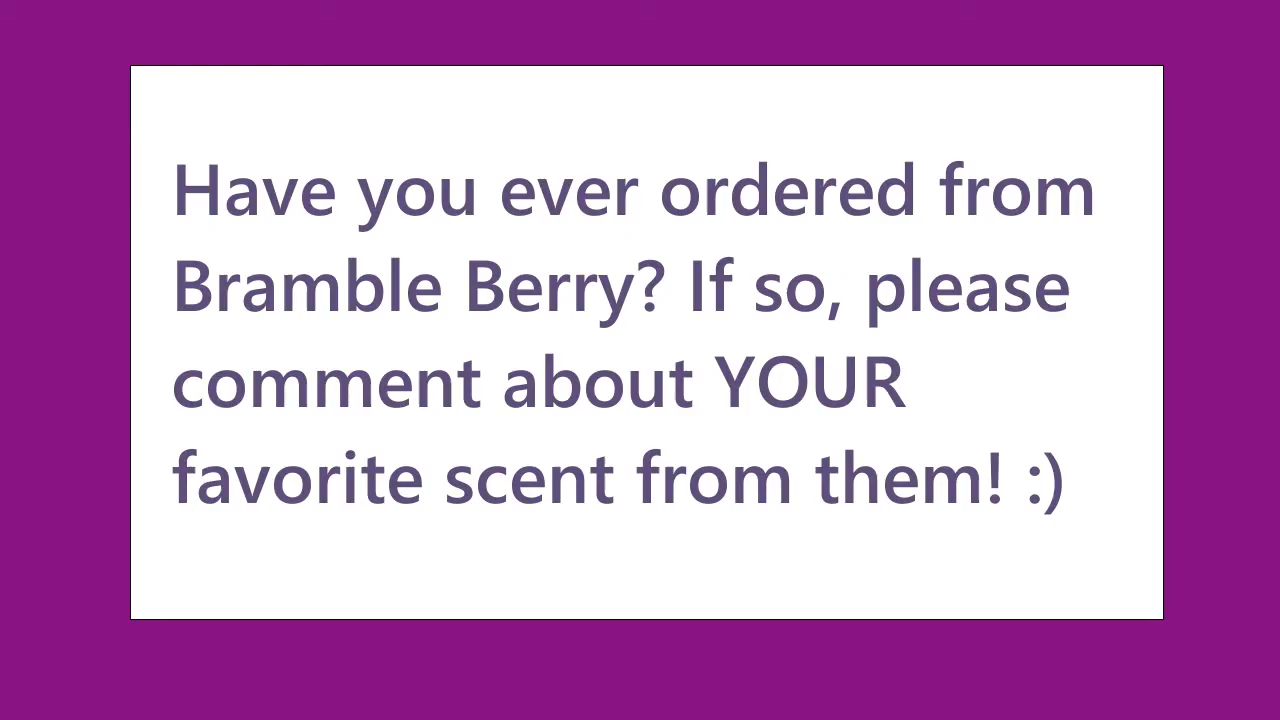 Have you ever ordered from
Bramble Berry? If so, please
comment about YOUR
favorite scent from them! :)